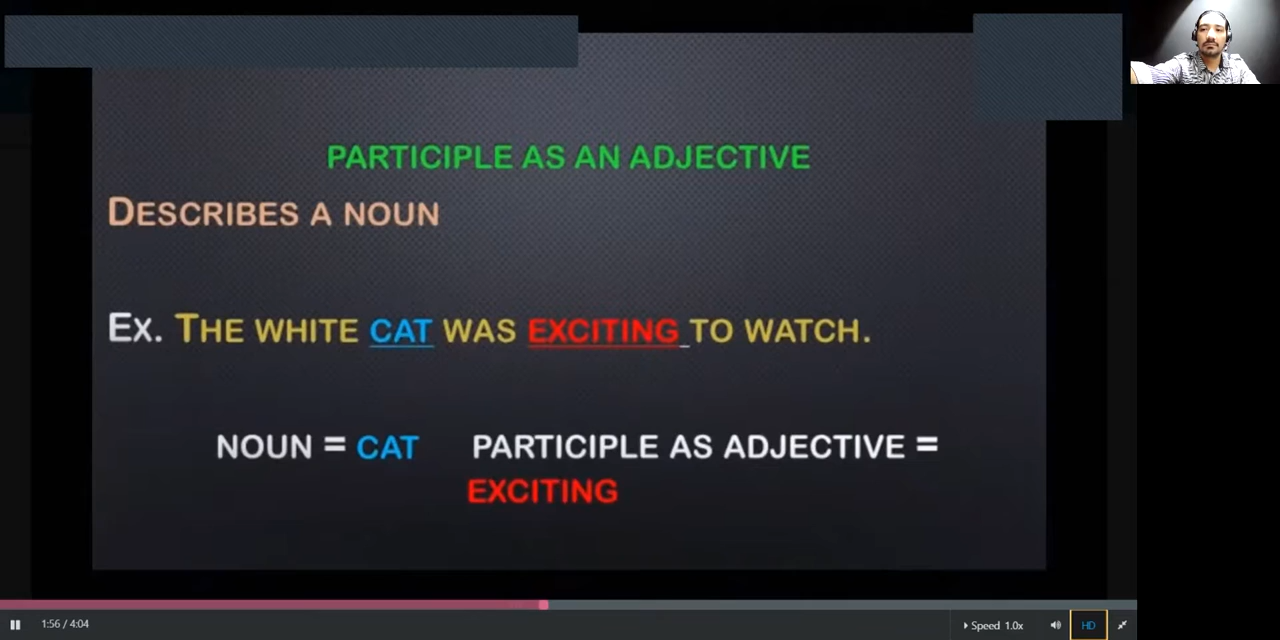 PARTICIPLE AS AN ADJECTIVE
DESCRIBES A NOUN
EX. THE WHITE CAT WAS EXCITING TO WATCH.
NOUN = CAT PARTICIPLE AS ADJECTIVE =
EXCITING
1:56 / 4:04
Speed 1.0x
HD